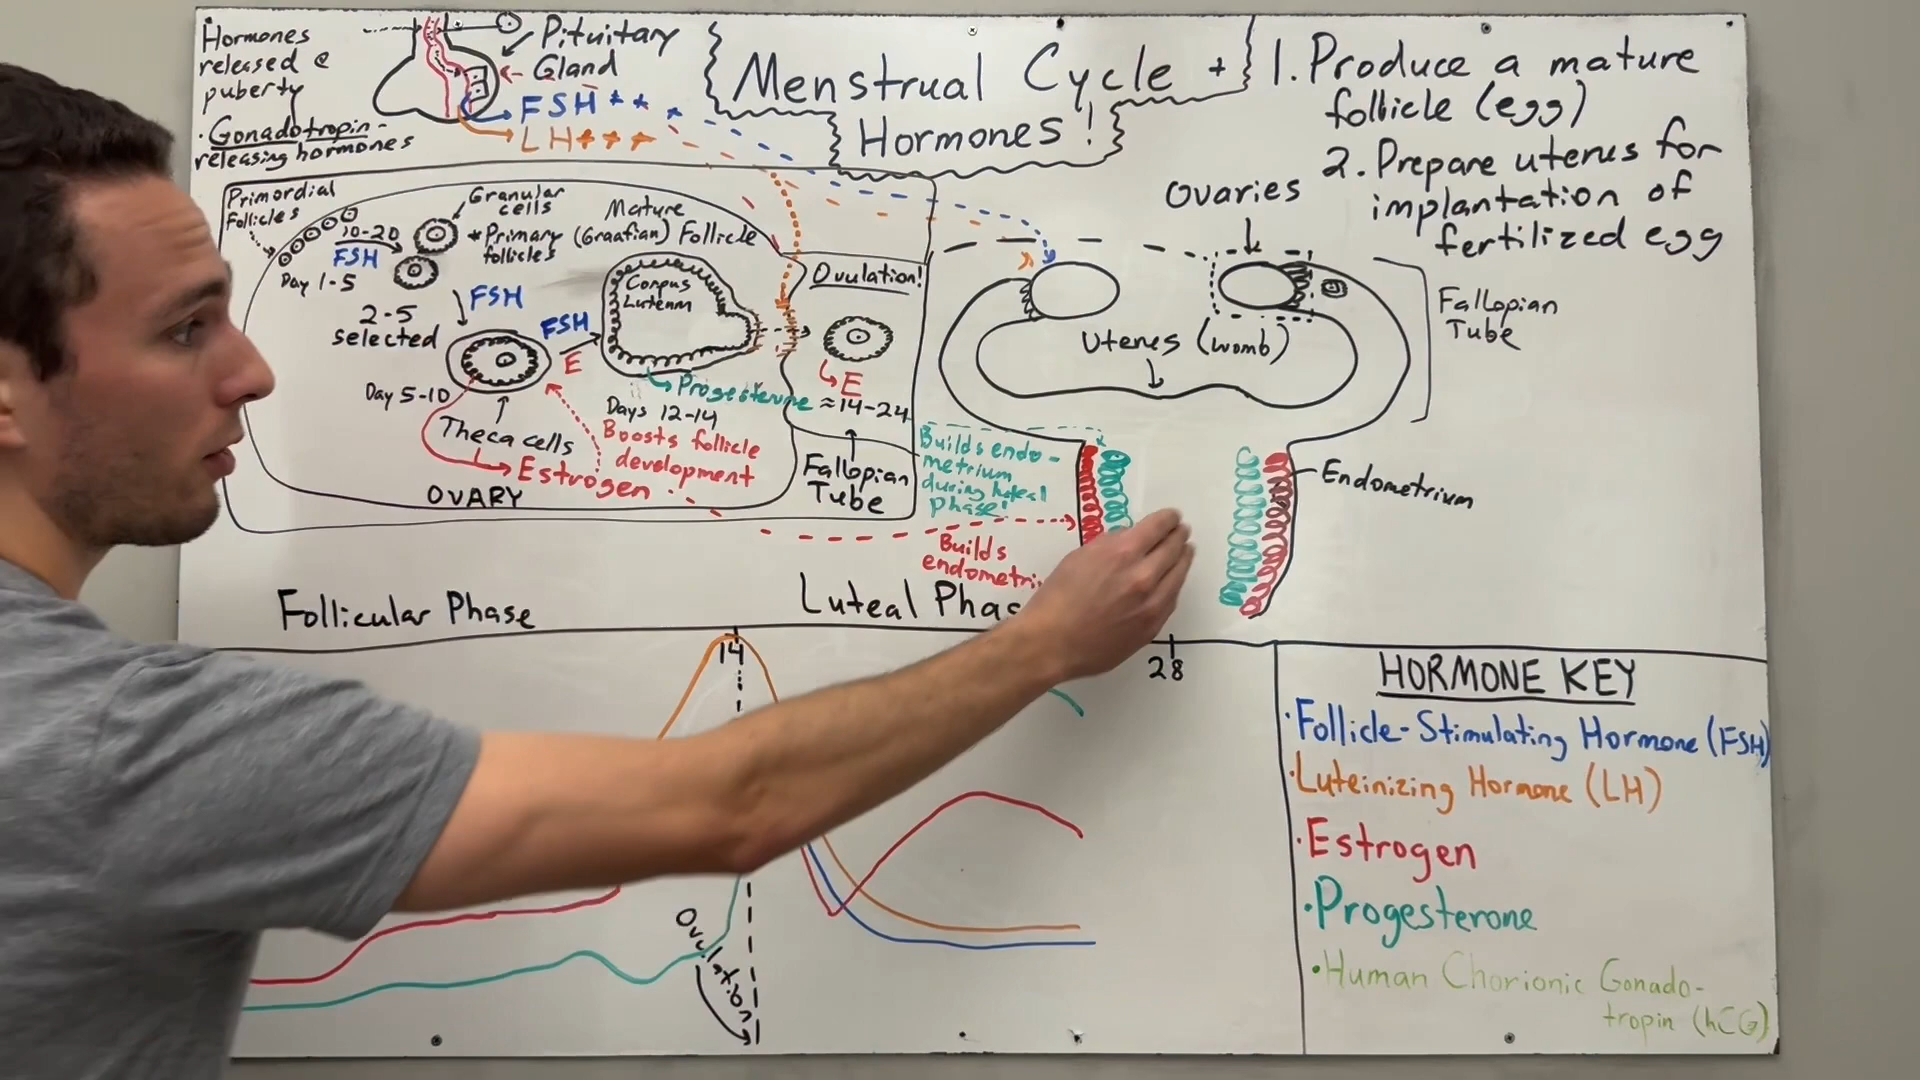 Hormones
released @
puberty
· Gonadotropin-
releasing hormones
Pituitary
Gland
FSH
LH
Menstrual Cycle +
Hormones!
1. Produce a mature
follicle (egg)
2. Prepare uterus for
implantation of
fertilized egg
Primordial
follicles
Day 1-5
10-20
FSH
Granular
cells
*Primary
follicles
2-5
selected
FSH
Day 5-10
Theca cells
Estrogen
OVARY
FSH
E
Mature
(Graafian) Follicle
Corpus
Luteum
Progesterone
Days 12-14
Boosts follicle
development
Ovulation!
E
≈14-24
Fallopian
Tube
Ovaries
Uterus (womb)
Fallopian
Tube
Builds endo-
metrium
during luteal
phase!
Builds
Endometrium
Follicular Phase
Luteal
14
28
Ovulation
HORMONE KEY
· Follicle-Stimulating Hormone (FSH)
· Luteinizing Hormone (LH)
· Estrogen
· Progesterone
· Human Chorionic Gonado-
tropin (hCG)